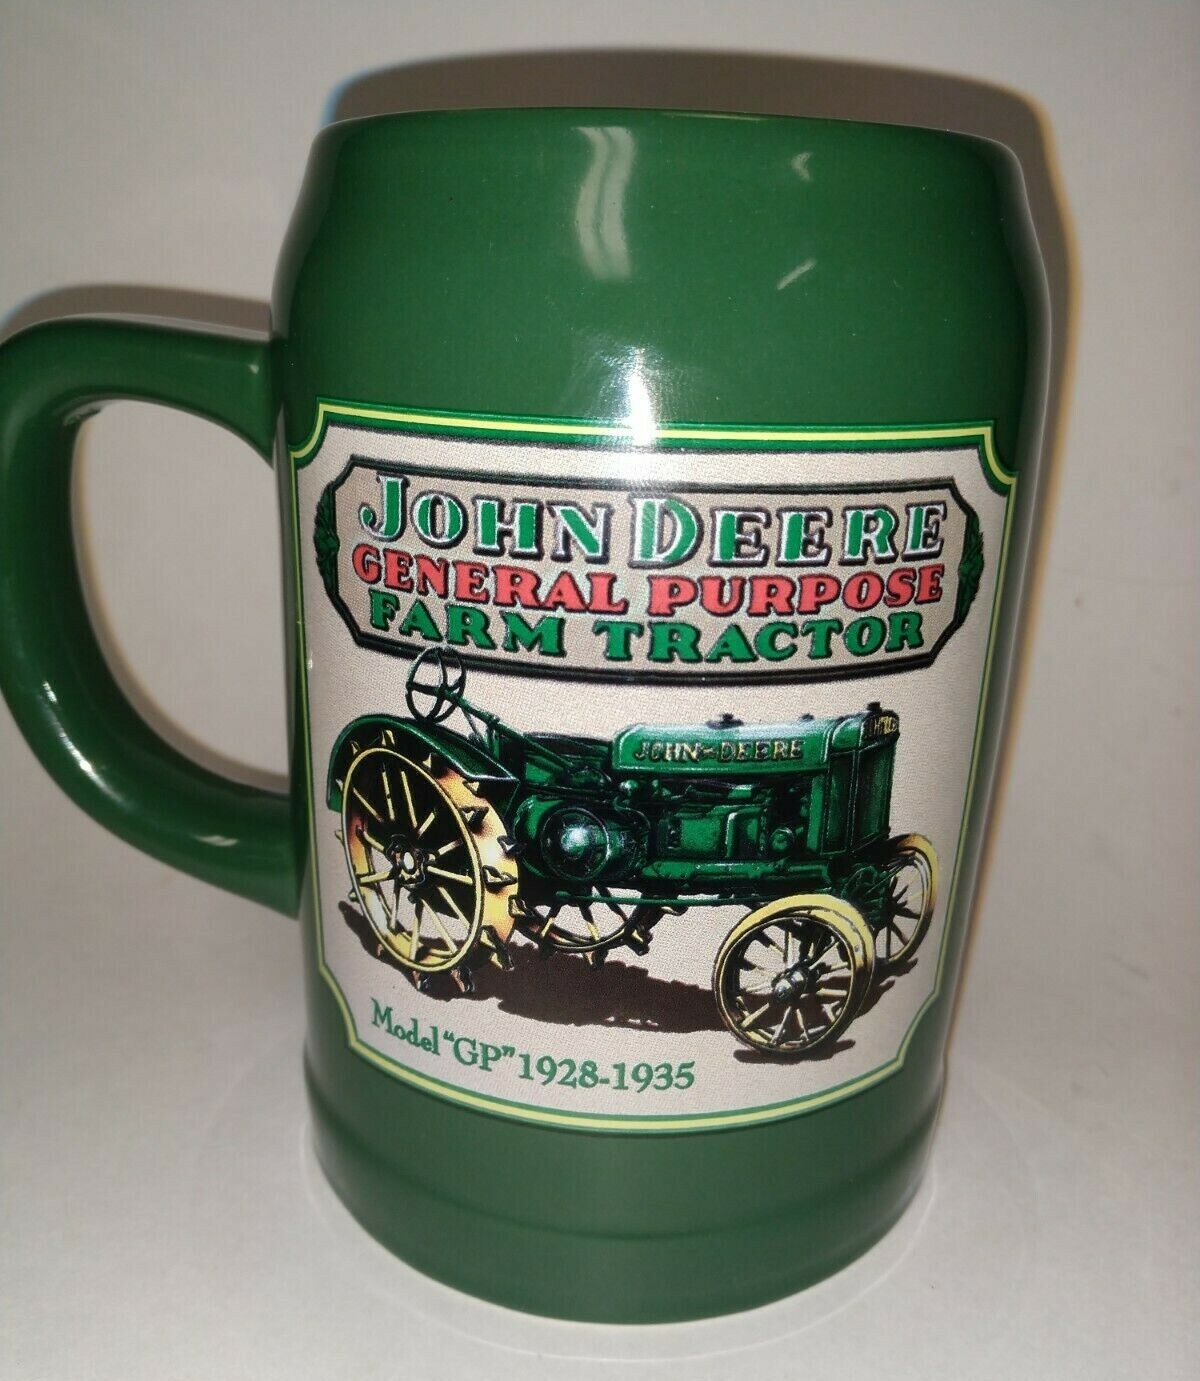 JOHN DEERE
GENERAL PURPOSE
FARM TRACTOR
JOHN DEERE
Model "GP" 1928-1935